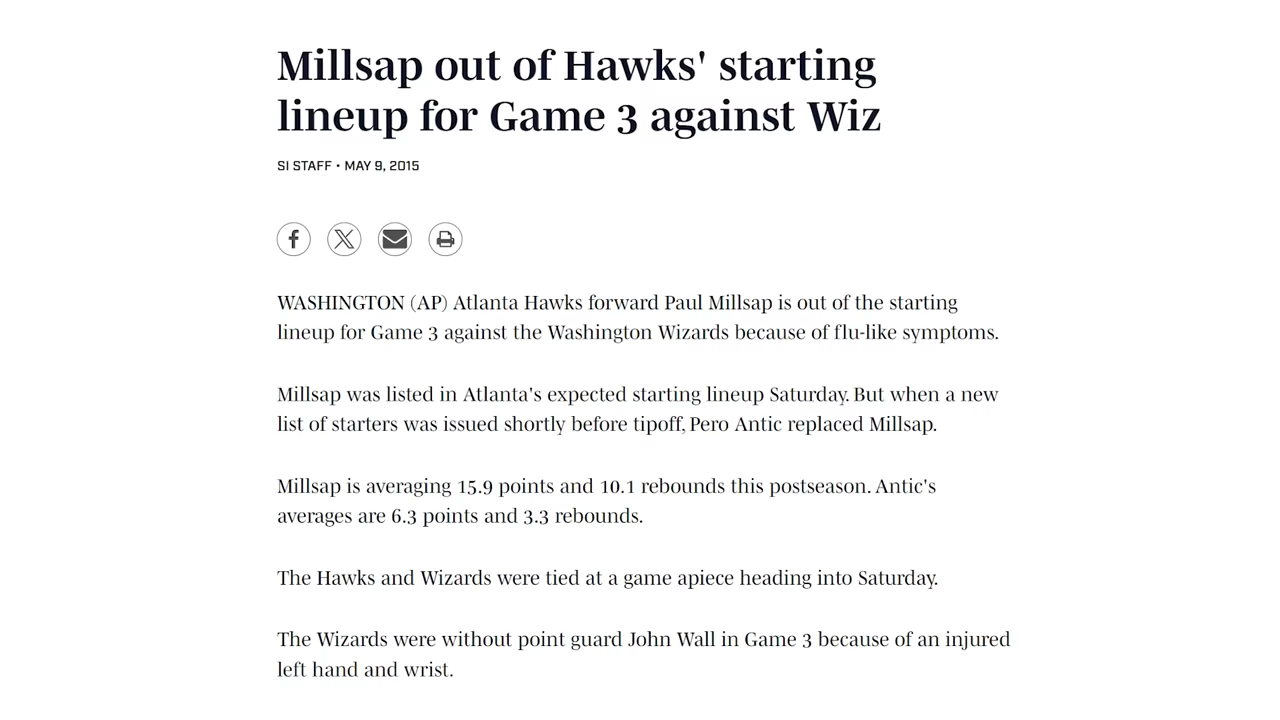 Millsap out of Hawks' starting
lineup for Game 3 against Wiz
SI STAFF • MAY 9, 2015
WASHINGTON (AP) Atlanta Hawks forward Paul Millsap is out of the starting
lineup for Game 3 against the Washington Wizards because of flu-like symptoms.
Millsap was listed in Atlanta's expected starting lineup Saturday. But when a new
list of starters was issued shortly before tipoff, Pero Antic replaced Millsap.
Millsap is averaging 15.9 points and 10.1 rebounds this postseason. Antic's
averages are 6.3 points and 3.3 rebounds.
The Hawks and Wizards were tied at a game apiece heading into Saturday.
The Wizards were without point guard John Wall in Game 3 because of an injured
left hand and wrist.